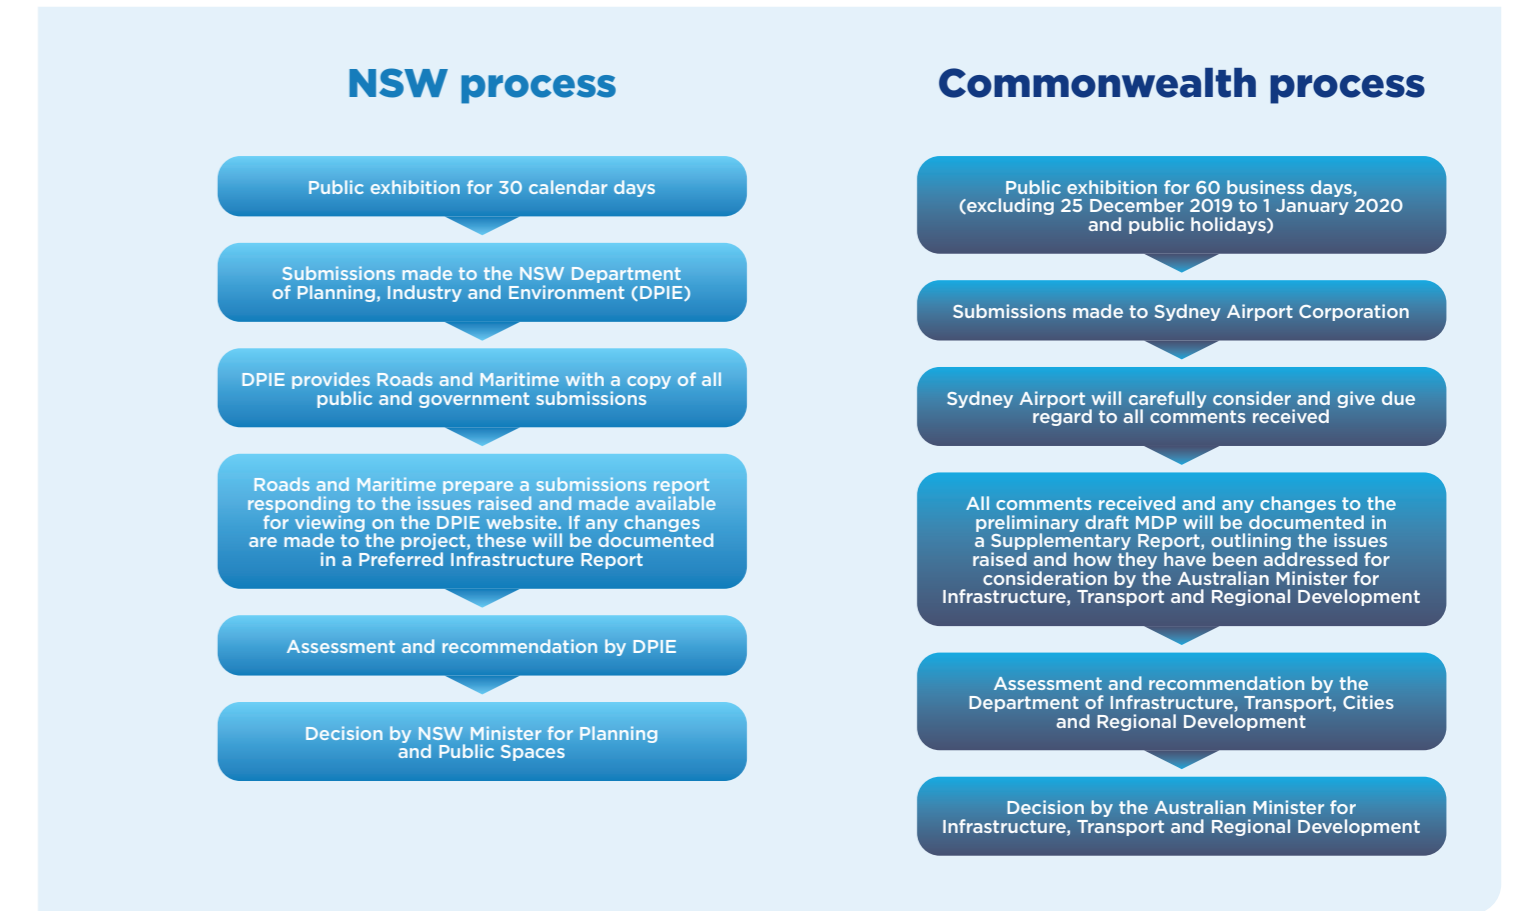 NSW process
Public exhibition for 30 calendar days
Submissions made to the NSW Department
of Planning, Industry and Environment (DPIE)
DPIE provides Roads and Maritime with a copy of all
public and government submissions
Roads and Maritime prepare a submissions report
responding to the issues raised and made available
for viewing on the DPIE website. If any changes
are made to the project, these will be documented
in a Preferred Infrastructure Report
Assessment and recommendation by DPIE
Decision by NSW Minister for Planning
and Public Spaces
Commonwealth process
Public exhibition for 60 business days,
(excluding 25 December 2019 to 1 January 2020
and public holidays)
Submissions made to Sydney Airport Corporation
Sydney Airport will carefully consider and give due
regard to all comments received
All comments received and any changes to the
preliminary draft MDP will be documented in
a Supplementary Report, outlining the issues
raised and how they have been addressed for
consideration by the Australian Minister for
Infrastructure, Transport and Regional Development
Assessment and recommendation by the
Department of Infrastructure, Transport, Cities
and Regional Development
Decision by the Australian Minister for
Infrastructure, Transport and Regional Development